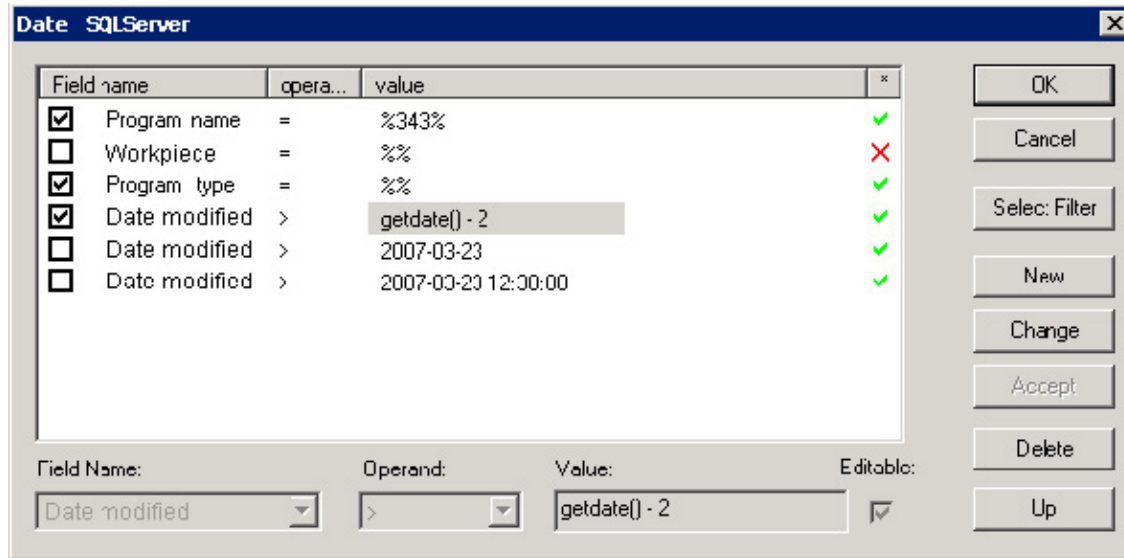 Date SQLServer
Field name opera... value *
Program name = %343%
Workpiece = %%
Program type = %%
Date modified > getdate() - 2
Date modified > 2007-03-23
Date modified > 2007-03-23 12:00:00
Field Name: Operand: Value: Editable:
Date modified > getdate() - 2
OK
Cancel
Selec: Filter
New
Change
Accept
Delete
Up